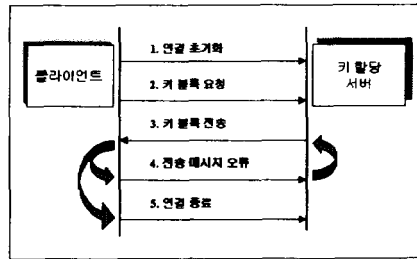 클라이언트
키 할당
서버
1. 연결 초기화
2. 키 블록 요청
3. 키 블록 전송
4. 전송 메시지 오류
5. 연결 종료